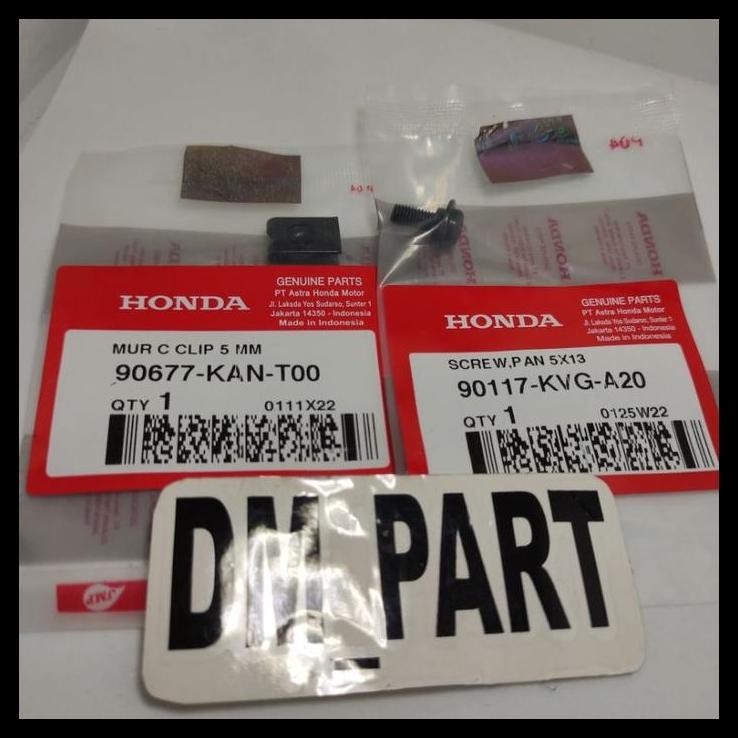 P04
HONDA
GENUINE PARTS
PT Astra Honda Motor
Jl. Laksda Yos Sudarso, Sunter 1
Jakarta 14350 - Indonesia
Made in Indonesia
MUR C CLIP 5 MM
90677-KAN-T00
QTY 1
0111X22
HONDA
GENUINE PARTS
PT Astra Honda Motor
Jl. Laksda Yos Sudarso, Sunter 1
Jakarta 14350 - Indonesia
Made in Indonesia
SCREW,PAN 5X13
90117-KVG-A20
QTY 1
0125W22
JMP
DM_PART